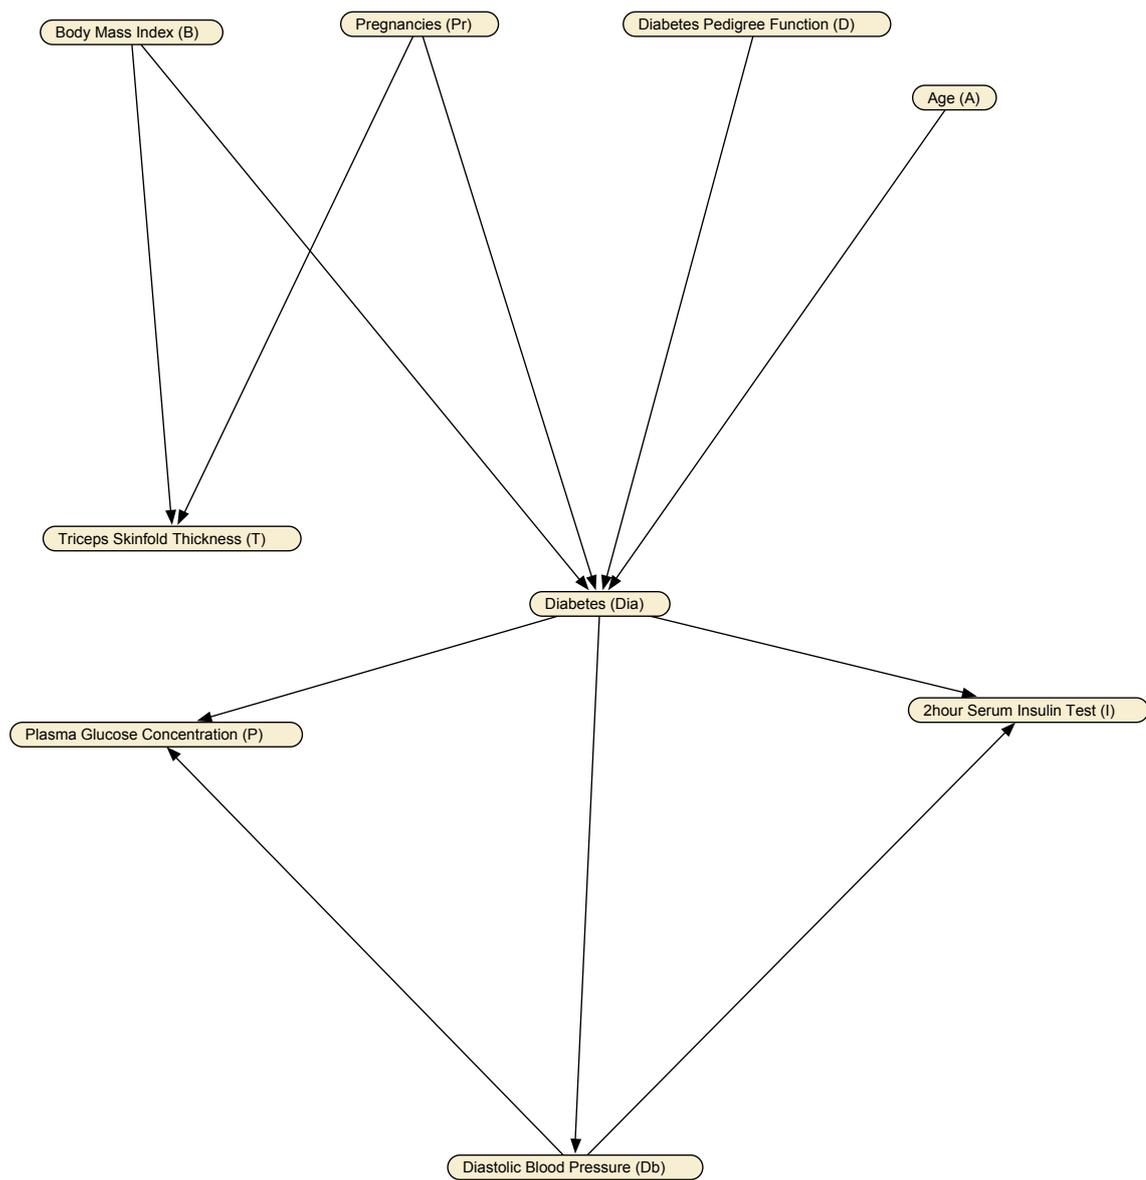 Body Mass Index (B)
Pregnancies (Pr)
Diabetes Pedigree Function (D)
Age (A)
Triceps Skinfold Thickness (T)
Diabetes (Dia)
2hour Serum Insulin Test (I)
Plasma Glucose Concentration (P)
Diastolic Blood Pressure (Db)